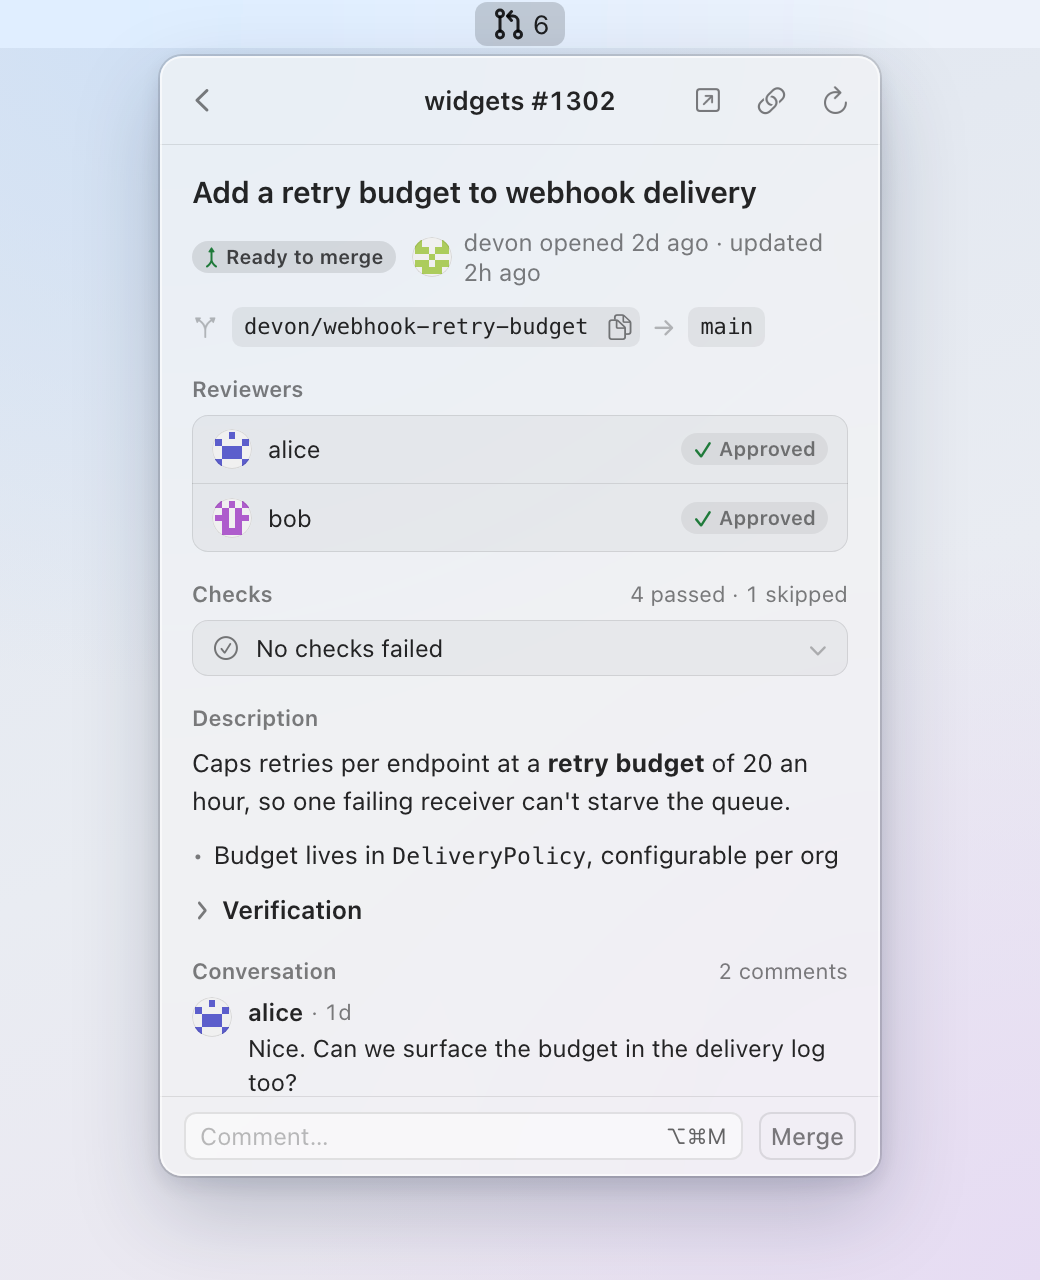 6
widgets #1302
Add a retry budget to webhook delivery
Ready to merge
devon opened 2d ago · updated
2h ago
devon/webhook-retry-budget → main
Reviewers
alice Approved
bob Approved
Checks 4 passed · 1 skipped
No checks failed
Description
Caps retries per endpoint at a retry budget of 20 an
hour, so one failing receiver can't starve the queue.
• Budget lives in DeliveryPolicy, configurable per org
Verification
Conversation 2 comments
alice · 1d
Nice. Can we surface the budget in the delivery log
too?
Comment... ⌥⌘M Merge